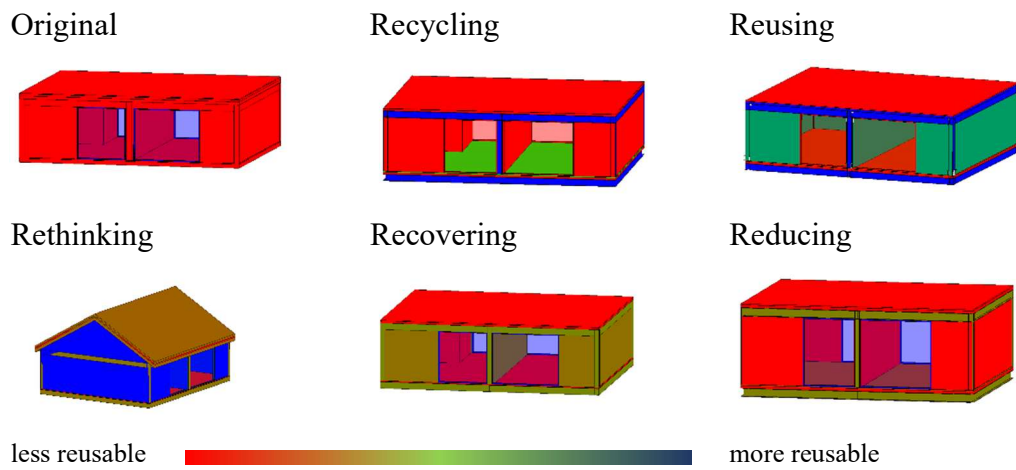 Original
Recycling
Reusing
Rethinking
Recovering
Reducing
less reusable
more reusable